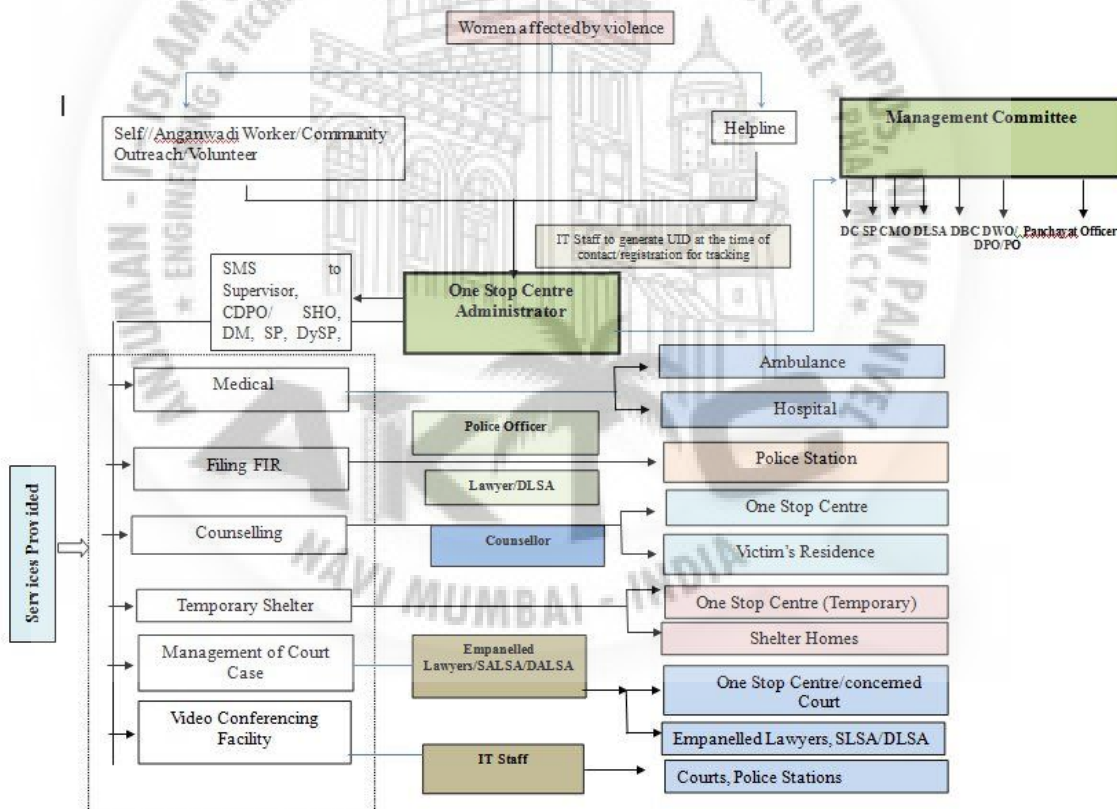 Women affected by violence
Self//Anganwadi Worker/Community
Outreach/Volunteer
Helpline
Management Committee
DC SP CMO DLSA DBC DWO/ Panchayat Officer
DPO/PO
IT Staff to generate UID at the time of
contact/registration for tracking
SMS to
Supervisor,
CDPO/ SHO,
DM, SP, DySP,
One Stop Centre
Administrator
Services Provided
Medical
Ambulance
Hospital
Police Officer
Filing FIR
Police Station
Lawyer/DLSA
Counselling
Counsellor
One Stop Centre
Victim's Residence
Temporary Shelter
One Stop Centre (Temporary)
Shelter Homes
Management of Court
Case
Empanelled
Lawyers/SALSA/DALSA
One Stop Centre/concerned
Court
Empanelled Lawyers, SLSA/DLSA
Video Conferencing
Facility
IT Staff
Courts, Police Stations
AKTC
NAVI MUMBAI - INDIA